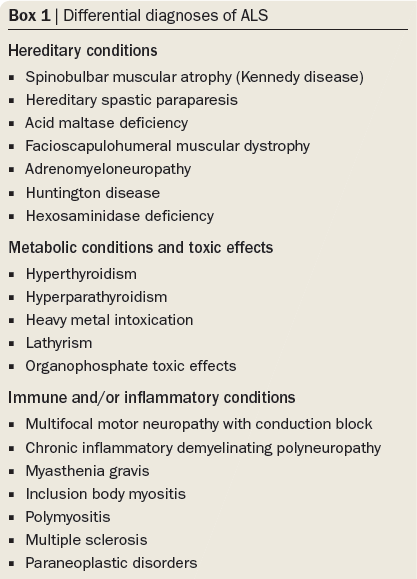 Box 1 | Differential diagnoses of ALS
Hereditary conditions
▪ Spinobulbar muscular atrophy (Kennedy disease)
▪ Hereditary spastic paraparesis
▪ Acid maltase deficiency
▪ Facioscapulohumeral muscular dystrophy
▪ Adrenomyeloneuropathy
▪ Huntington disease
▪ Hexosaminidase deficiency
Metabolic conditions and toxic effects
▪ Hyperthyroidism
▪ Hyperparathyroidism
▪ Heavy metal intoxication
▪ Lathyrism
▪ Organophosphate toxic effects
Immune and/or inflammatory conditions
▪ Multifocal motor neuropathy with conduction block
▪ Chronic inflammatory demyelinating polyneuropathy
▪ Myasthenia gravis
▪ Inclusion body myositis
▪ Polymyositis
▪ Multiple sclerosis
▪ Paraneoplastic disorders